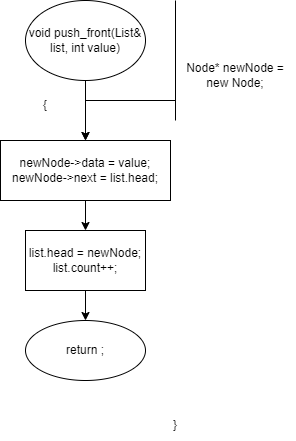 void push_front(List&
list, int value)
Node* newNode =
new Node;
{
newNode->data = value;
newNode->next = list.head;
list.head = newNode;
list.count++;
return ;
}